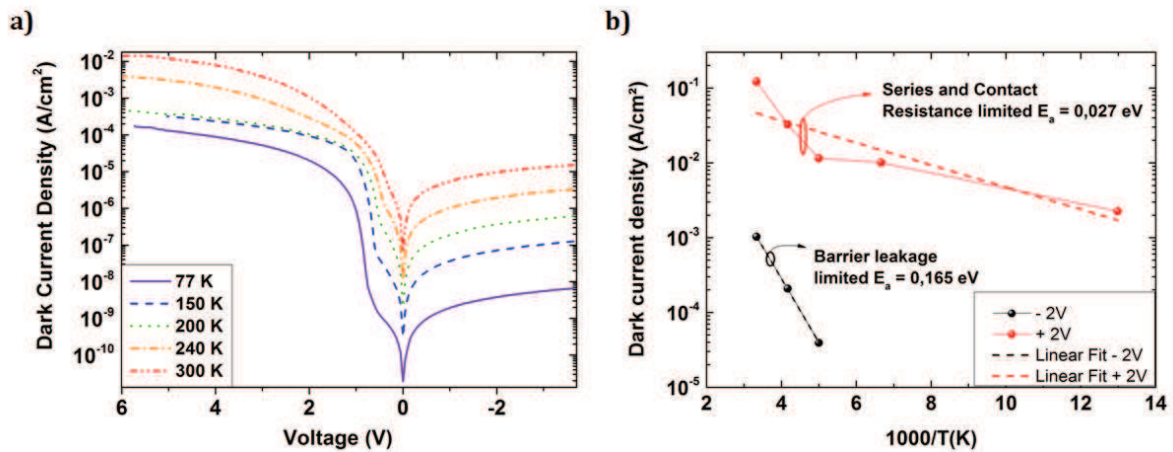 a)
Dark Current Density (A/cm²)
10⁻²
10⁻³
10⁻⁴
10⁻⁵
10⁻⁶
10⁻⁷
10⁻⁸
10⁻⁹
10⁻¹⁰
77 K
150 K
200 K
240 K
300 K
6 4 2 0 -2
Voltage (V)
b)
Dark current density (A/cm²)
10⁻¹
10⁻²
10⁻³
10⁻⁴
10⁻⁵
Series and Contact
Resistance limited Eₐ = 0,027 eV
Barrier leakage
limited Eₐ = 0,165 eV
- 2V
+ 2V
Linear Fit - 2V
Linear Fit + 2V
2 4 6 8 10 12 14
1000/T(K)